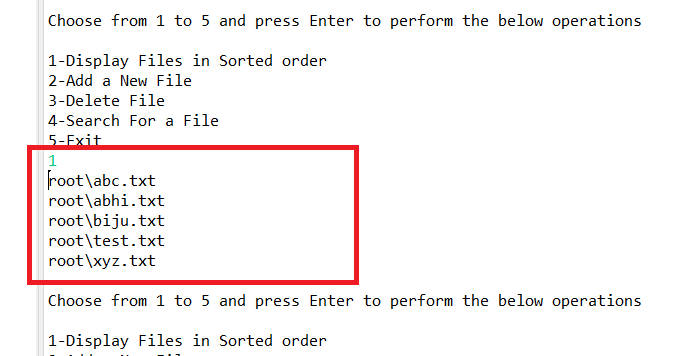 Choose from 1 to 5 and press Enter to perform the below operations
1-Display Files in Sorted order
2-Add a New File
3-Delete File
4-Search For a File
5-Exit
1
root\abc.txt
root\abhi.txt
root\biju.txt
root\test.txt
root\xyz.txt
Choose from 1 to 5 and press Enter to perform the below operations
1-Display Files in Sorted order